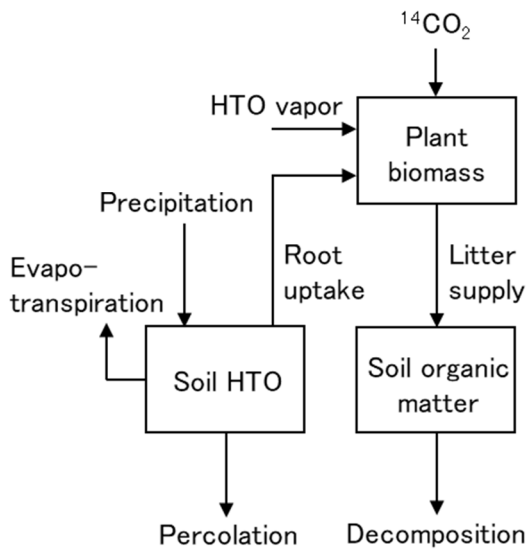 ¹⁴CO₂
HTO vapor
Plant
biomass
Precipitation
Evapo-
transpiration
Root
uptake
Litter
supply
Soil HTO
Soil organic
matter
Percolation
Decomposition